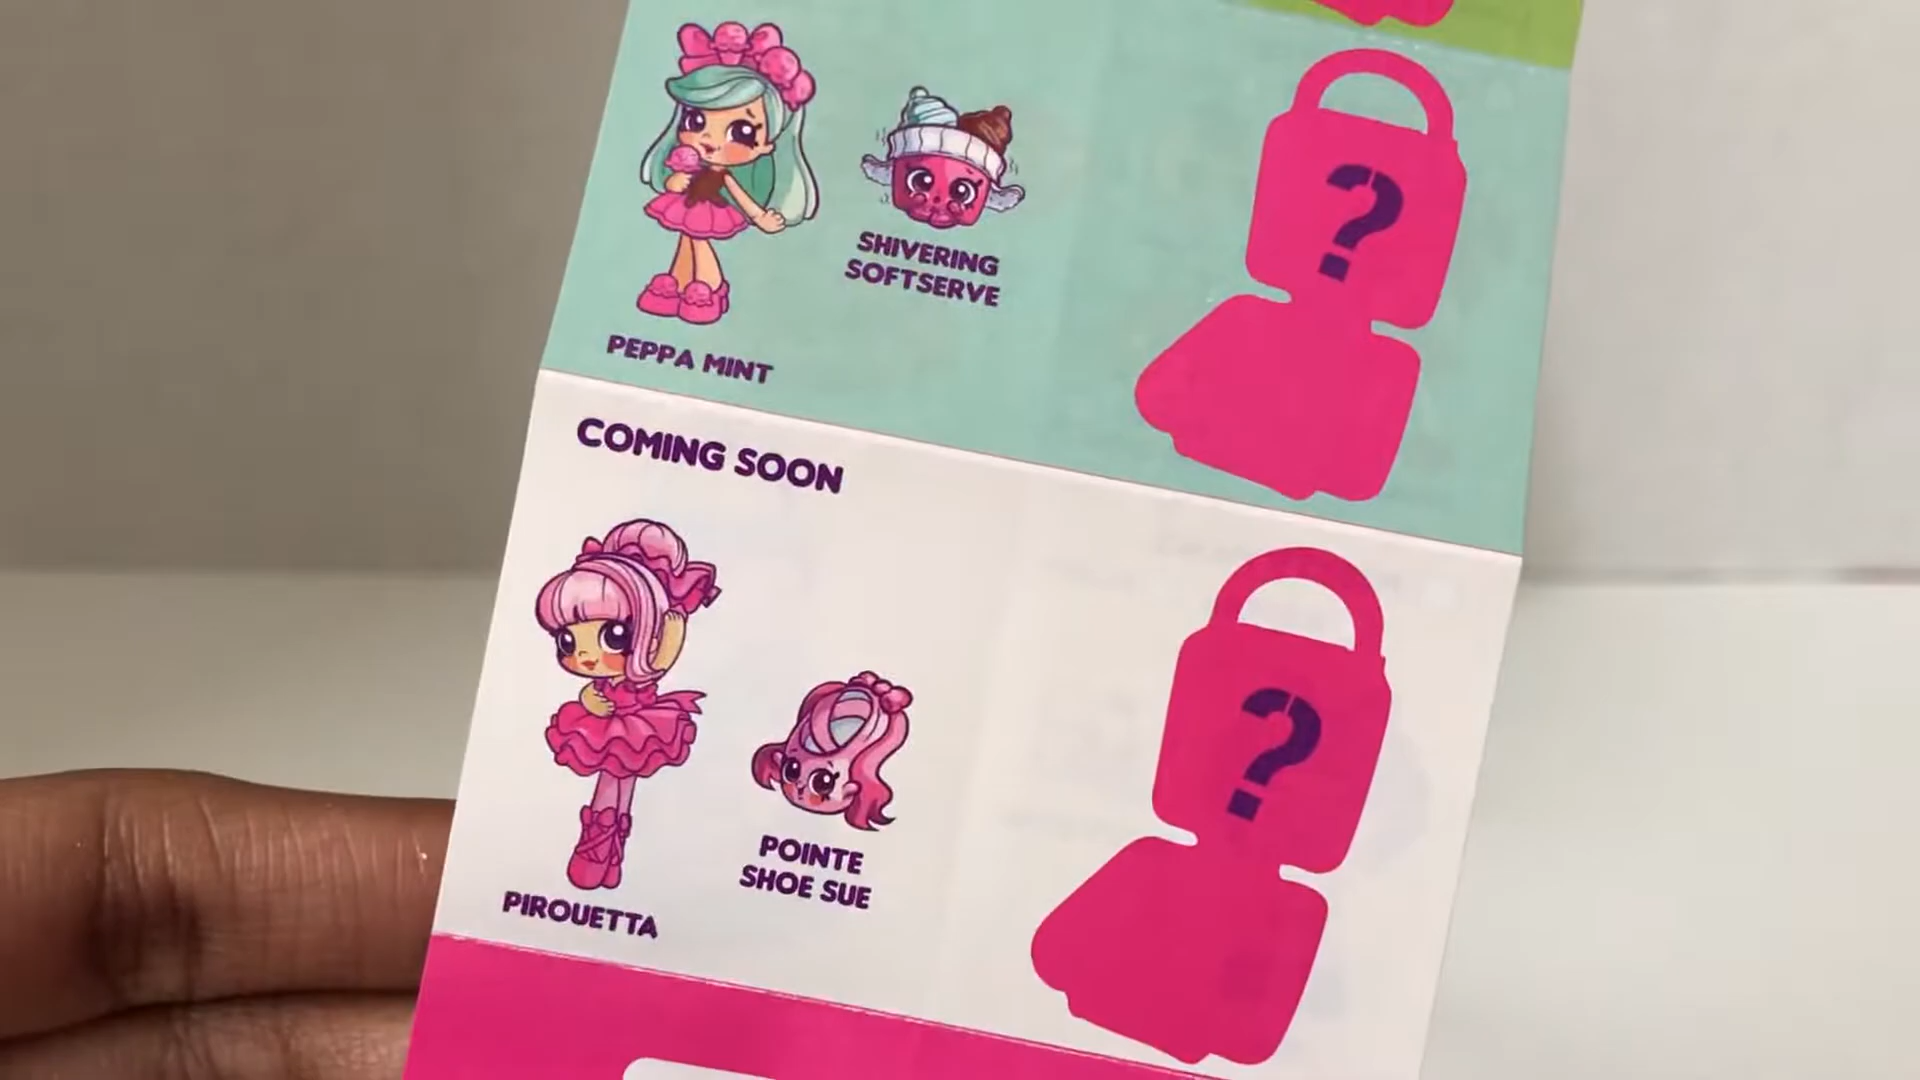 SHIVERING
SOFTSERVE
?
PEPPA MINT
COMING SOON
?
POINTE
SHOE SUE
PIROUETTA